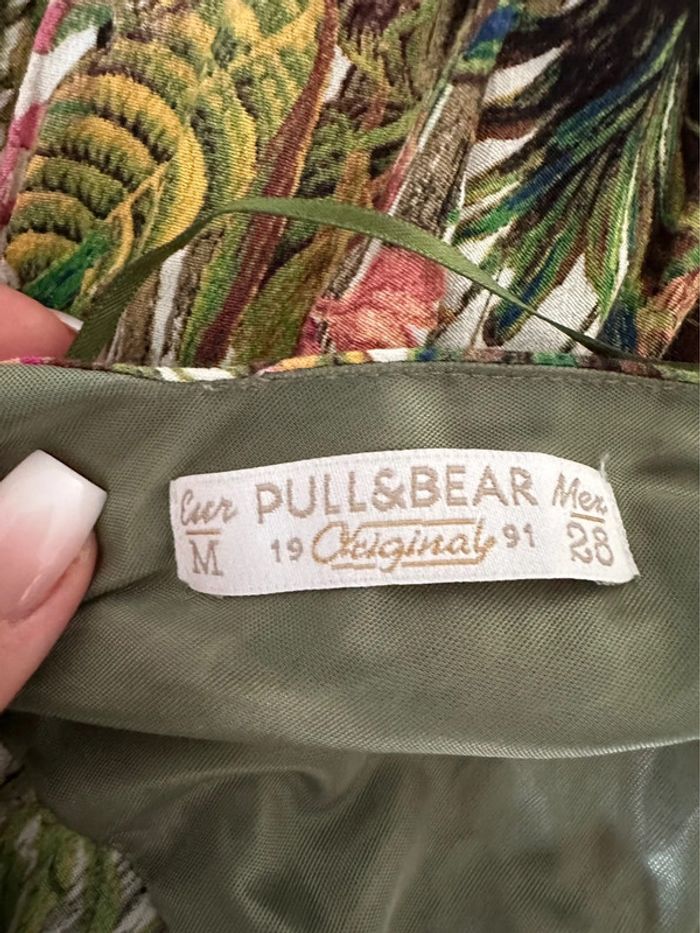 Eur PULL&BEAR Mex
M 19 Original 91 28